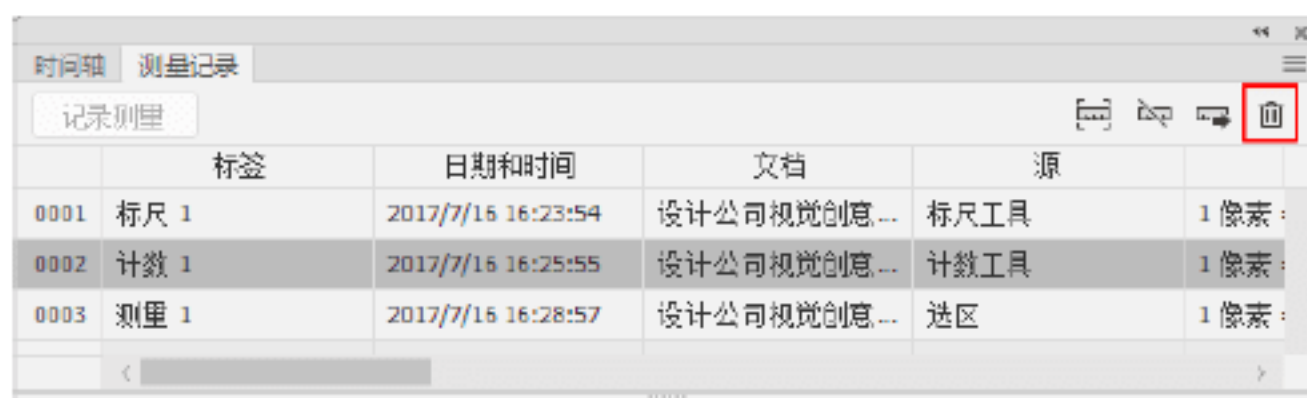 时间轴 测量记录
记录测量
标签 日期和时间 文档 源
0001 标尺 1 2017/7/16 16:23:54 设计公司视觉创意... 标尺工具 1 像素 =
0002 计数 1 2017/7/16 16:25:55 设计公司视觉创意... 计数工具 1 像素 =
0003 测量 1 2017/7/16 16:28:57 设计公司视觉创意... 选区 1 像素 =